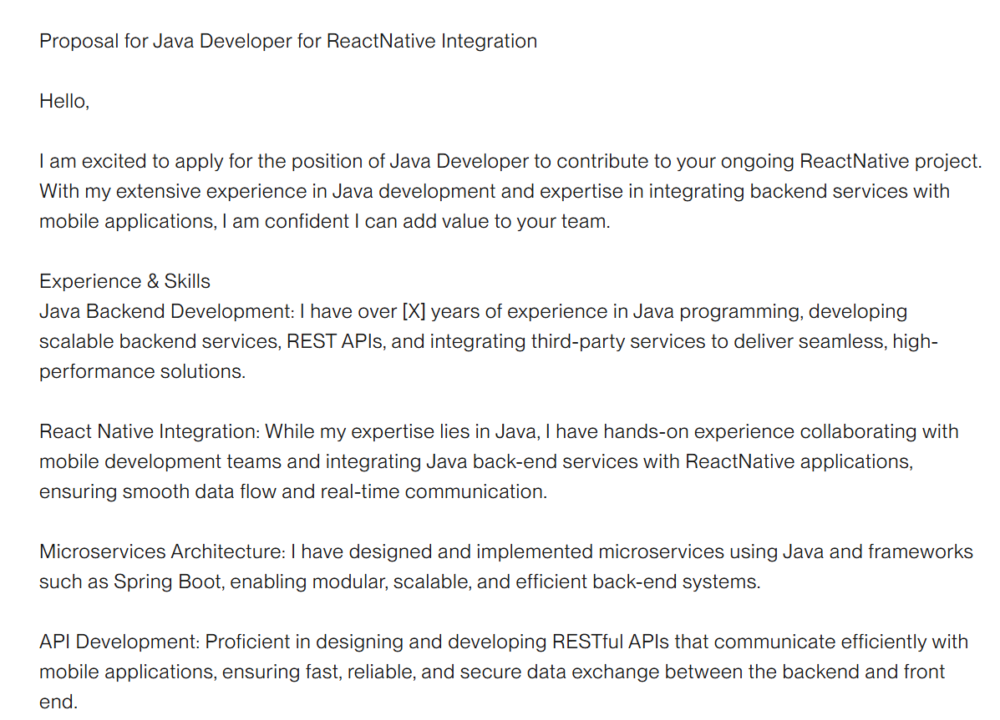 Proposal for Java Developer for ReactNative Integration
Hello,
I am excited to apply for the position of Java Developer to contribute to your ongoing ReactNative project.
With my extensive experience in Java development and expertise in integrating backend services with
mobile applications, I am confident I can add value to your team.
Experience & Skills
Java Backend Development: I have over [X] years of experience in Java programming, developing
scalable backend services, REST APIs, and integrating third-party services to deliver seamless, high-
performance solutions.
React Native Integration: While my expertise lies in Java, I have hands-on experience collaborating with
mobile development teams and integrating Java back-end services with ReactNative applications,
ensuring smooth data flow and real-time communication.
Microservices Architecture: I have designed and implemented microservices using Java and frameworks
such as Spring Boot, enabling modular, scalable, and efficient back-end systems.
API Development: Proficient in designing and developing RESTful APIs that communicate efficiently with
mobile applications, ensuring fast, reliable, and secure data exchange between the backend and front
end.